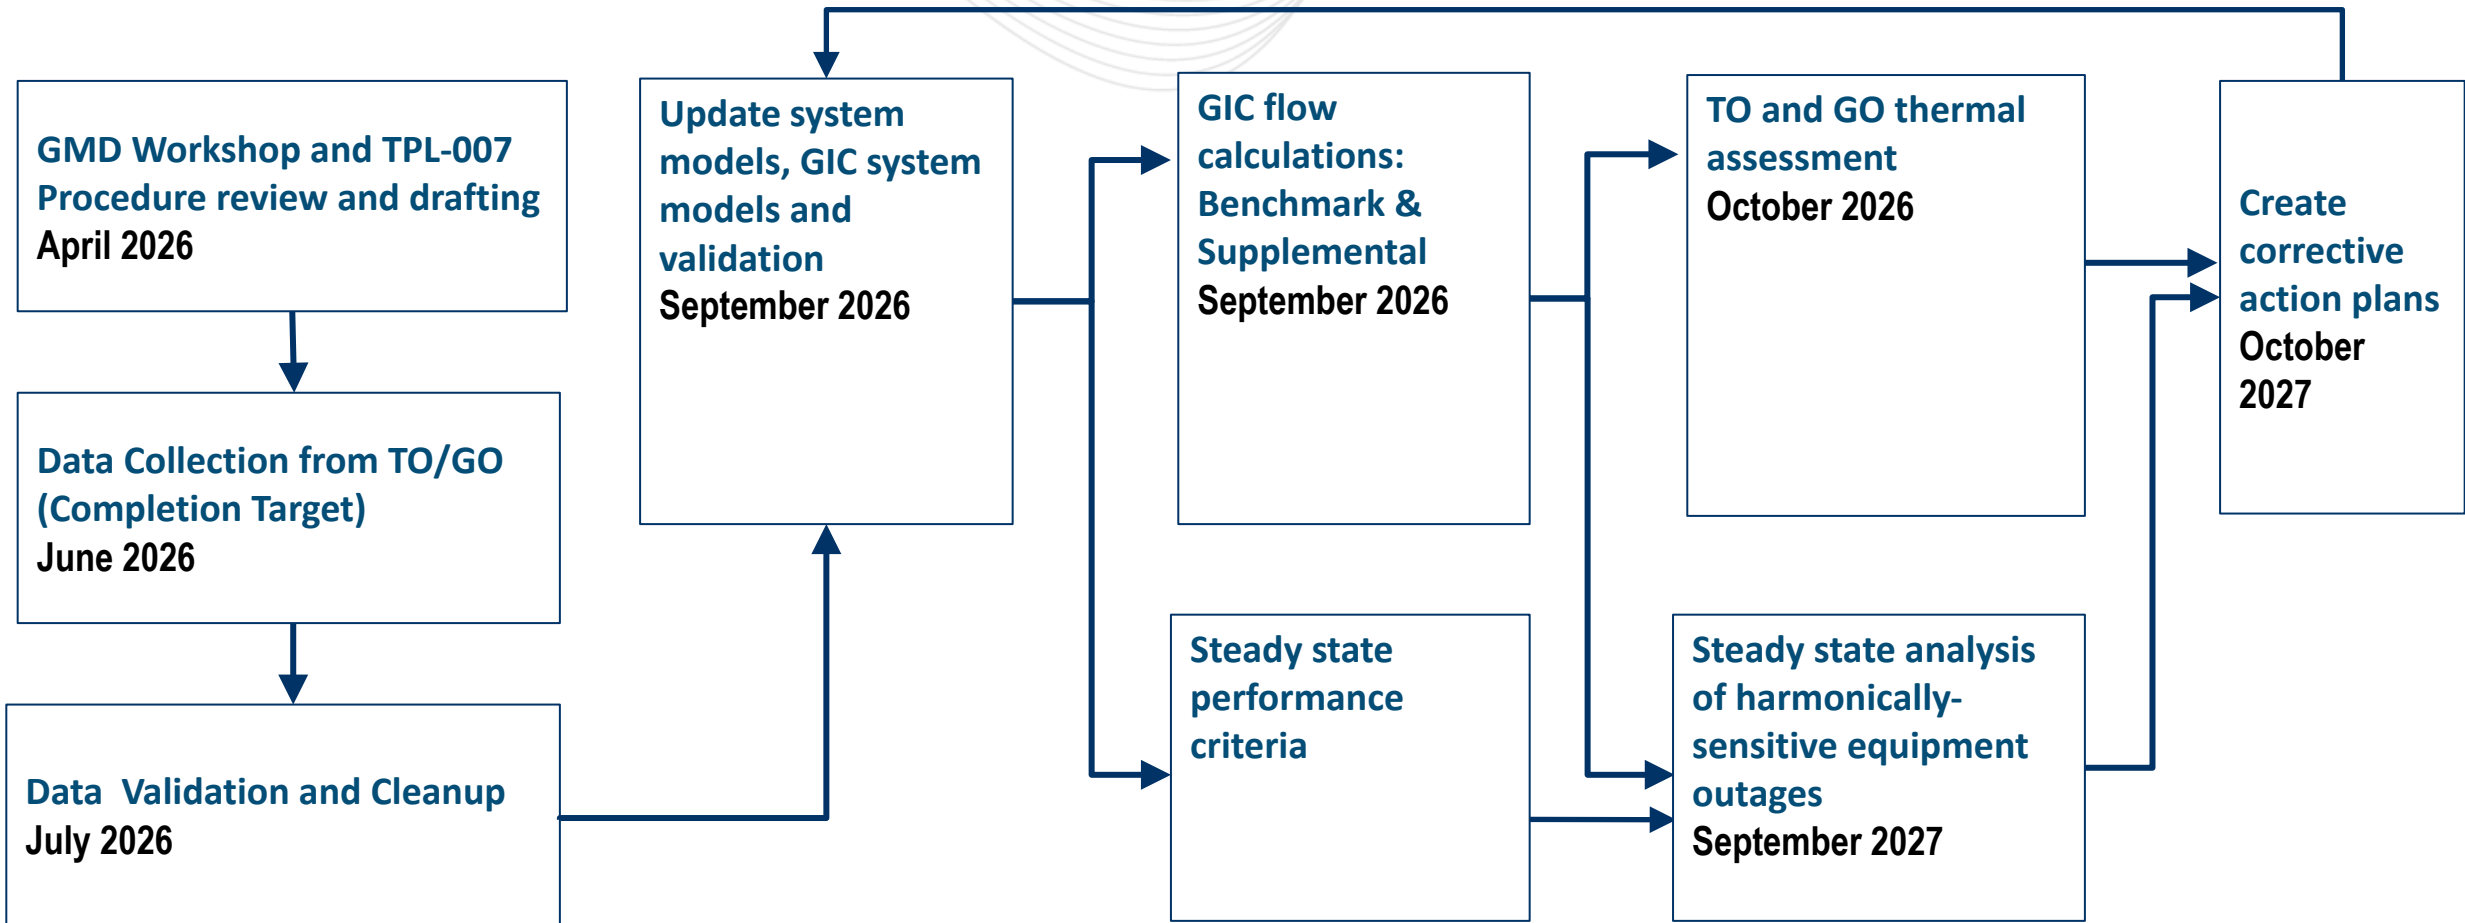 GMD Workshop and TPL-007
Procedure review and drafting
April 2026
Data Collection from TO/GO
(Completion Target)
June 2026
Data  Validation and Cleanup
July 2026
Update system
models, GIC system
models and
validation
September 2026
GIC flow
calculations:
Benchmark &
Supplemental
September 2026
Steady state
performance
criteria
TO and GO thermal
assessment
October 2026
Steady state analysis
of harmonically-
sensitive equipment
outages
September 2027
Create
corrective
action plans
October
2027